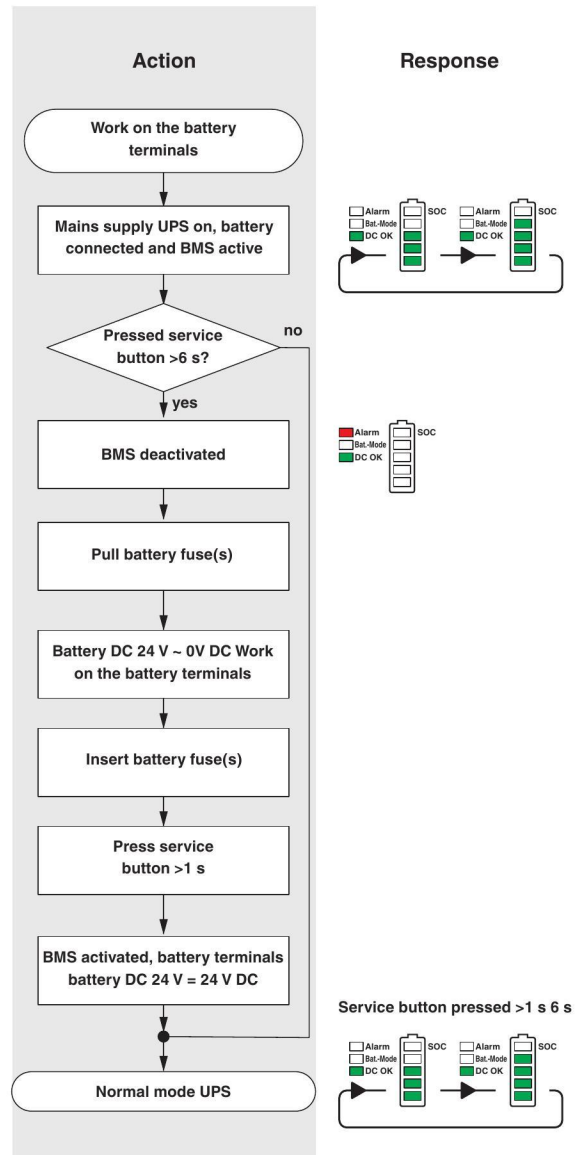 Action
Response
Work on the battery
terminals
Mains supply UPS on, battery
connected and BMS active
Alarm
SOC
Bat.-Mode
DC OK
Alarm
SOC
Bat.-Mode
DC OK
Pressed service
button >6 s?
no
yes
BMS deactivated
Alarm
SOC
Bat.-Mode
DC OK
Pull battery fuse(s)
Battery DC 24 V ~ 0V DC Work
on the battery terminals
Insert battery fuse(s)
Press service
button >1 s
BMS activated, battery terminals
battery DC 24 V = 24 V DC
Service button pressed >1 s 6 s
Alarm
SOC
Bat.-Mode
DC OK
Alarm
SOC
Bat.-Mode
DC OK
Normal mode UPS